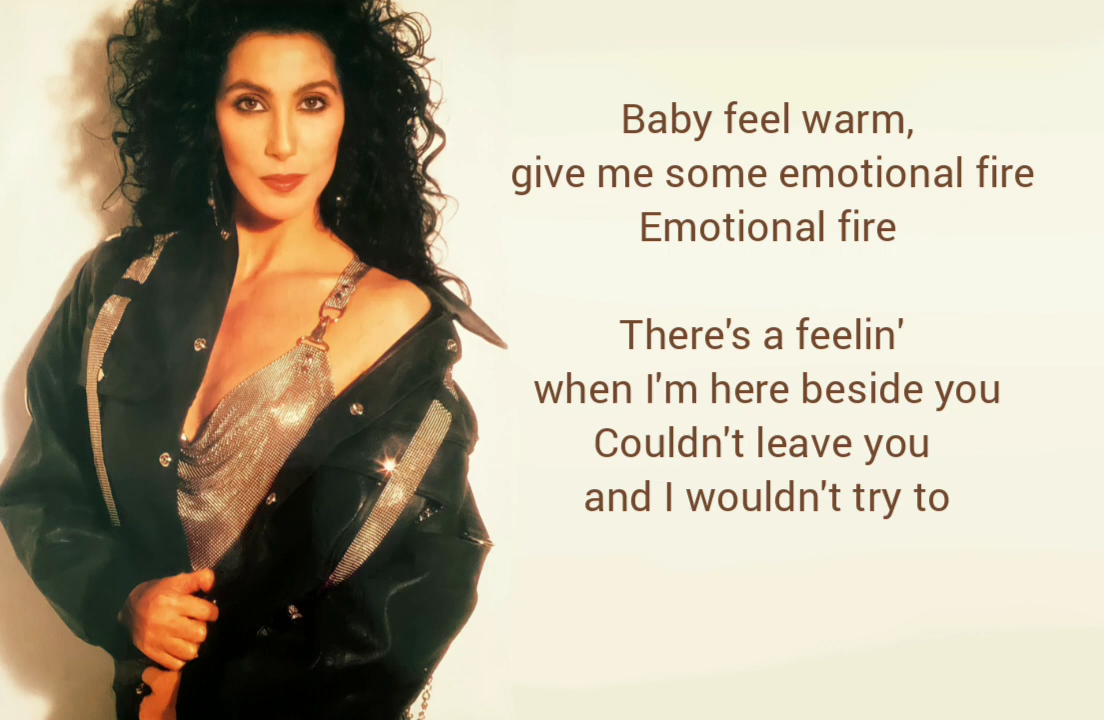 Baby feel warm,
give me some emotional fire
Emotional fire
There's a feelin'
when I'm here beside you
Couldn't leave you
and I wouldn't try to